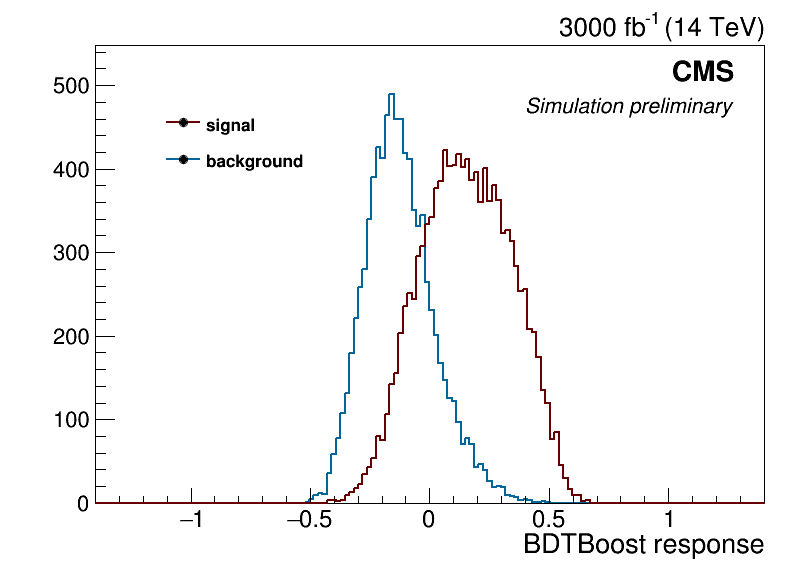 3000 fb⁻¹ (14 TeV)
CMS
Simulation preliminary
signal
background
500
400
300
200
100
0
−1 −0.5 0 0.5 1
BDTBoost response